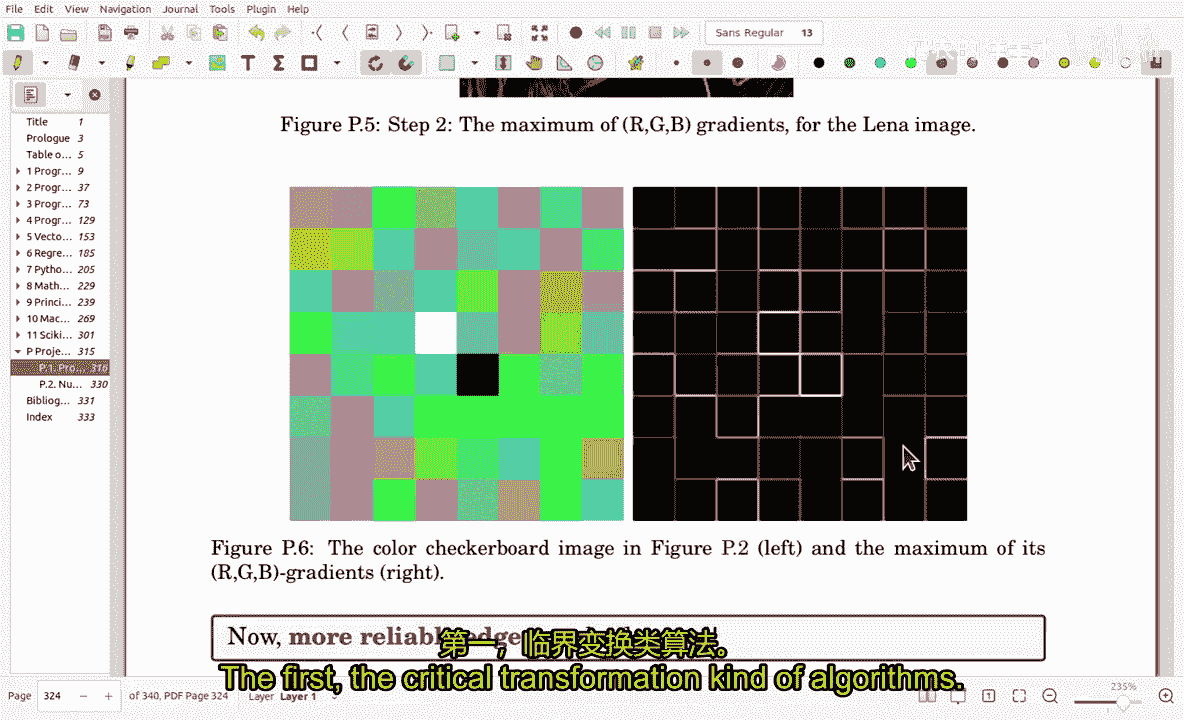 File Edit View Navigation Journal Tools Plugin Help
Sans Regular 13
Title 1
Prologue 3
Table o... 5
1 Progr... 9
2 Progr... 37
3 Progr... 73
4 Progr... 129
5 Vecto... 153
6 Regre... 185
7 Pytho... 205
8 Math... 229
9 Princi... 239
10 Mac... 269
11 Sciki... 301
P Proje... 315
P.1. Pro... 316
P.2. Nu... 330
Bibliog... 331
Index 333
Figure P.5: Step 2: The maximum of (R,G,B) gradients, for the Lena image.
Figure P.6: The color checkerboard image in Figure P.2 (left) and the maximum of its
(R,G,B)-gradients (right).
Now, more reliabl
第一，临界变换类算法。
The first, the critical transformation kind of algorithms.
Page 324 of 340, PDF Page 324 Layer Layer 1
235%